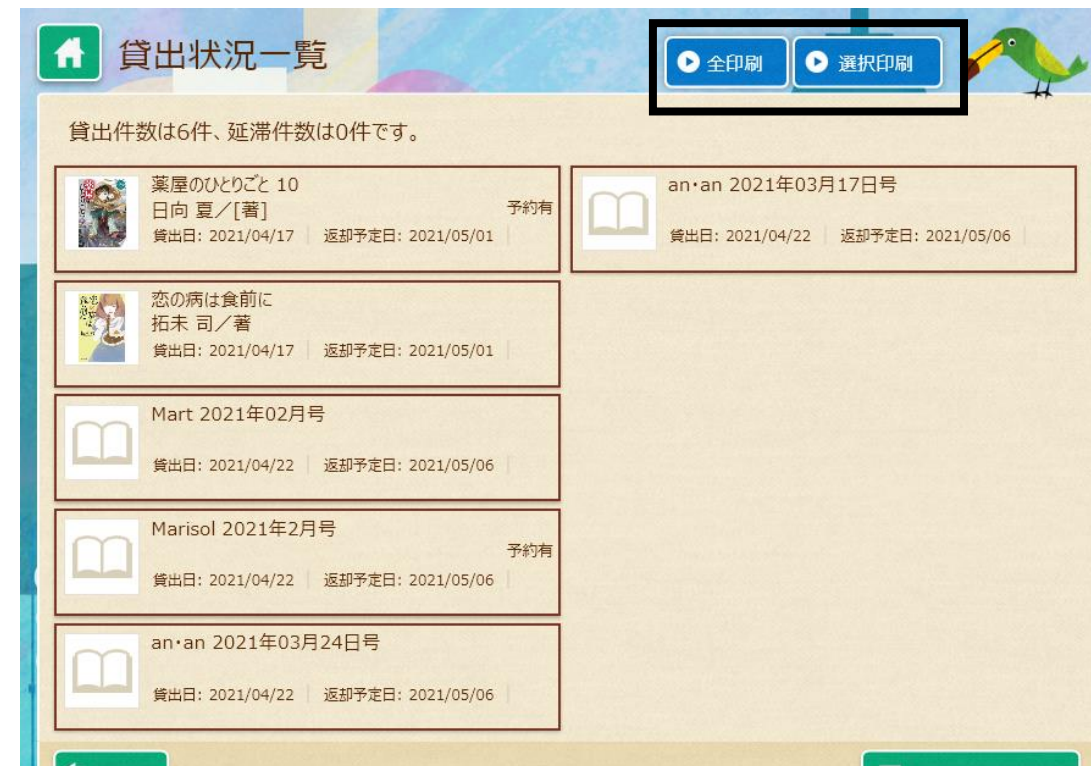 貸出状況一覧
全印刷
選択印刷
貸出件数は6件、延滞件数は0件です。
薬屋のひとりごと 10
日向 夏／[著]
予約有
貸出日: 2021/04/17
返却予定日: 2021/05/01
恋の病は食前に
拓未 司／著
貸出日: 2021/04/17
返却予定日: 2021/05/01
Mart 2021年02月号
貸出日: 2021/04/22
返却予定日: 2021/05/06
Marisol 2021年2月号
予約有
貸出日: 2021/04/22
返却予定日: 2021/05/06
an･an 2021年03月24日号
貸出日: 2021/04/22
返却予定日: 2021/05/06
an･an 2021年03月17日号
貸出日: 2021/04/22
返却予定日: 2021/05/06